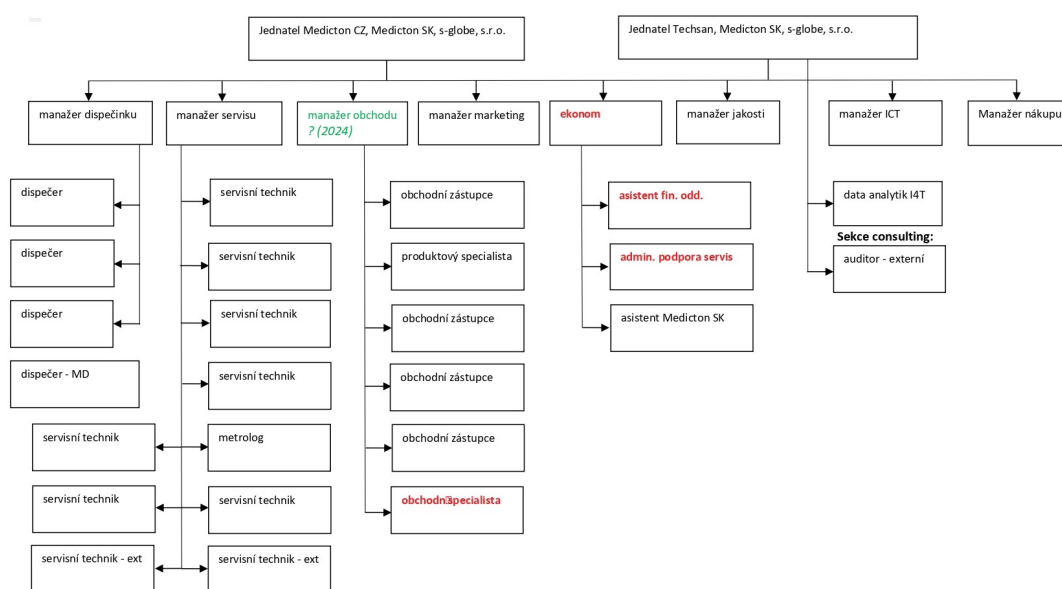 Jednatel Medicton CZ, Medicton SK, s-globe, s.r.o.
Jednatel Techsan, Medicton SK, s-globe, s.r.o.
manažer dispečinku
manažer servisu
manažer obchodu
? (2024)
manažer marketing
ekonom
manažer jakosti
manažer ICT
Manažer nákupu
dispečer
servisní technik
obchodní zástupce
asistent fin. odd.
data analytik I4T
Sekce consulting:
dispečer
servisní technik
produktový specialista
admin. podpora servis
auditor - externí
dispečer
servisní technik
obchodní zástupce
asistent Medicton SK
dispečer - MD
servisní technik
obchodní zástupce
servisní technik
metrolog
obchodní zástupce
servisní technik
servisní technik
obchodn specialista
servisní technik - ext
servisní technik - ext